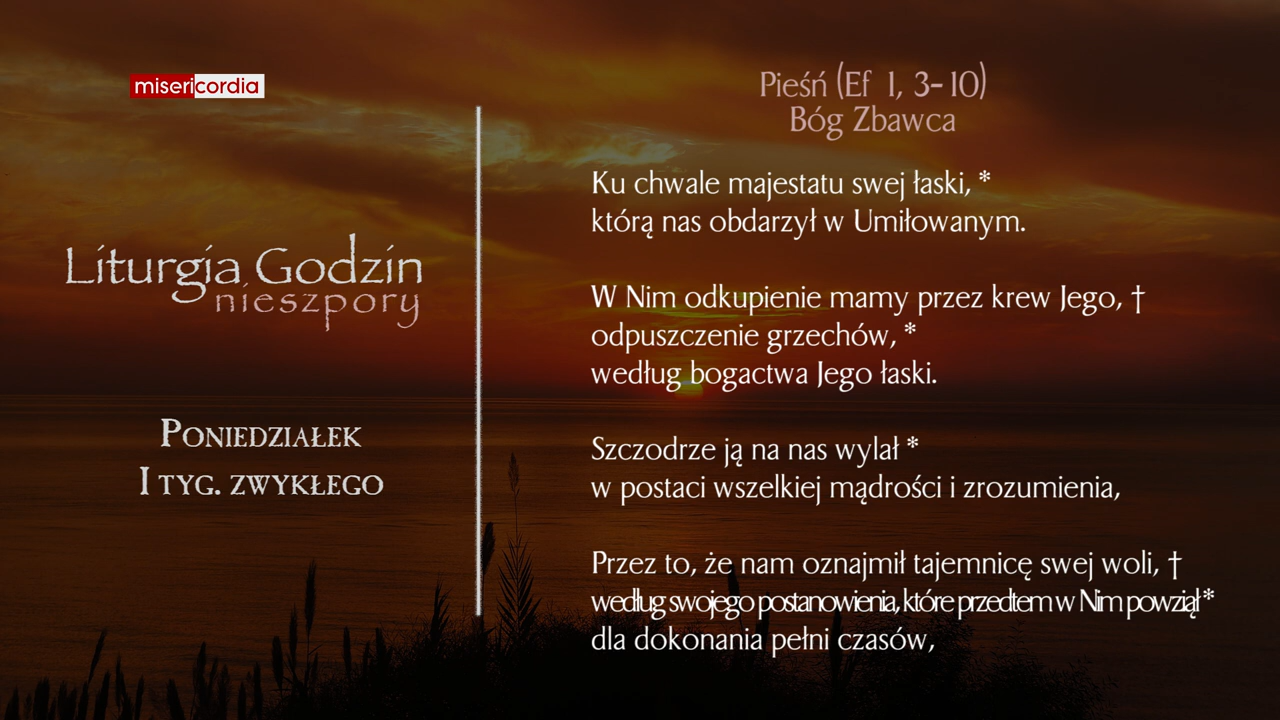 misericordia
Liturgia Godzin
nieszpory
Poniedziałek
I tyg. zwykłego
Pieśń (Ef 1, 3-10)
Bóg Zbawca
Ku chwale majestatu swej łaski, *
którą nas obdarzył w Umiłowanym.
W Nim odkupienie mamy przez krew Jego, †
odpuszczenie grzechów, *
według bogactwa Jego łaski.
Szczodrze ją na nas wylał *
w postaci wszelkiej mądrości i zrozumienia,
Przez to, że nam oznajmił tajemnicę swej woli, †
według swojego postanowienia, które przedtem w Nim powziął *
dla dokonania pełni czasów,